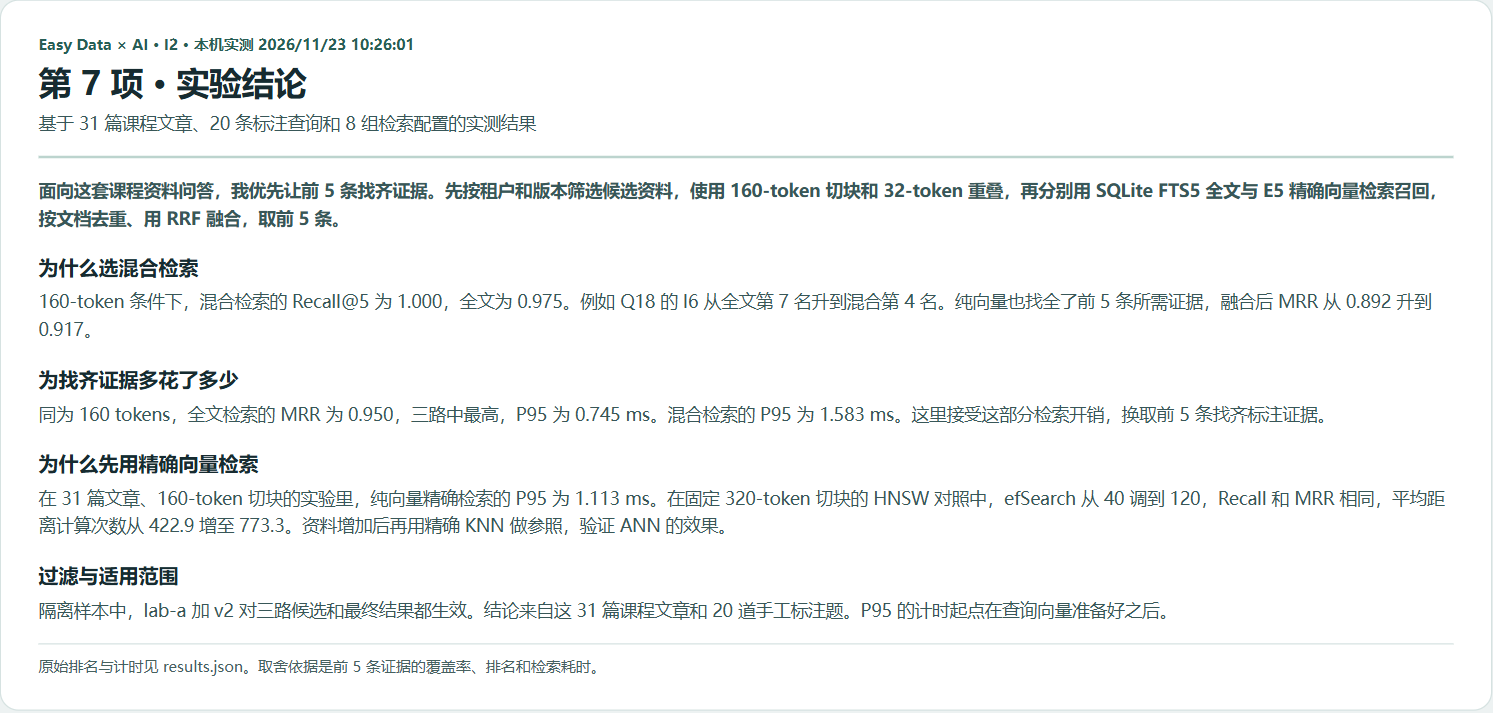 Easy Data × AI • I2 • 本机实测 2026/11/23 10:26:01
第 7 项 • 实验结论
基于 31 篇课程文章、20 条标注查询和 8 组检索配置的实测结果
面向这套课程资料问答，我优先让前 5 条找齐证据。先按租户和版本筛选候选资料，使用 160-token 切块和 32-token 重叠，再分别用 SQLite FTS5 全文与 E5 精确向量检索召回，
按文档去重、用 RRF 融合，取前 5 条。
为什么选混合检索
160-token 条件下，混合检索的 Recall@5 为 1.000，全文为 0.975。例如 Q18 的 I6 从全文第 7 名升到混合第 4 名。纯向量也找全了前 5 条所需证据，融合后 MRR 从 0.892 升到
0.917。
为找齐证据多花了多少
同为 160 tokens，全文检索的 MRR 为 0.950，三路中最高，P95 为 0.745 ms。混合检索的 P95 为 1.583 ms。这里接受这部分检索开销，换取前 5 条找齐标注证据。
为什么先用精确向量检索
在 31 篇文章、160-token 切块的实验里，纯向量精确检索的 P95 为 1.113 ms。在固定 320-token 切块的 HNSW 对照中，efSearch 从 40 调到 120，Recall 和 MRR 相同，平均距
离计算次数从 422.9 增至 773.3。资料增加后再用精确 KNN 做参照，验证 ANN 的效果。
过滤与适用范围
隔离样本中，lab-a 加 v2 对三路候选和最终结果都生效。结论来自这 31 篇课程文章和 20 道手工标注题。P95 的计时起点在查询向量准备好之后。
原始排名与计时见 results.json。取舍依据是前 5 条证据的覆盖率、排名和检索耗时。